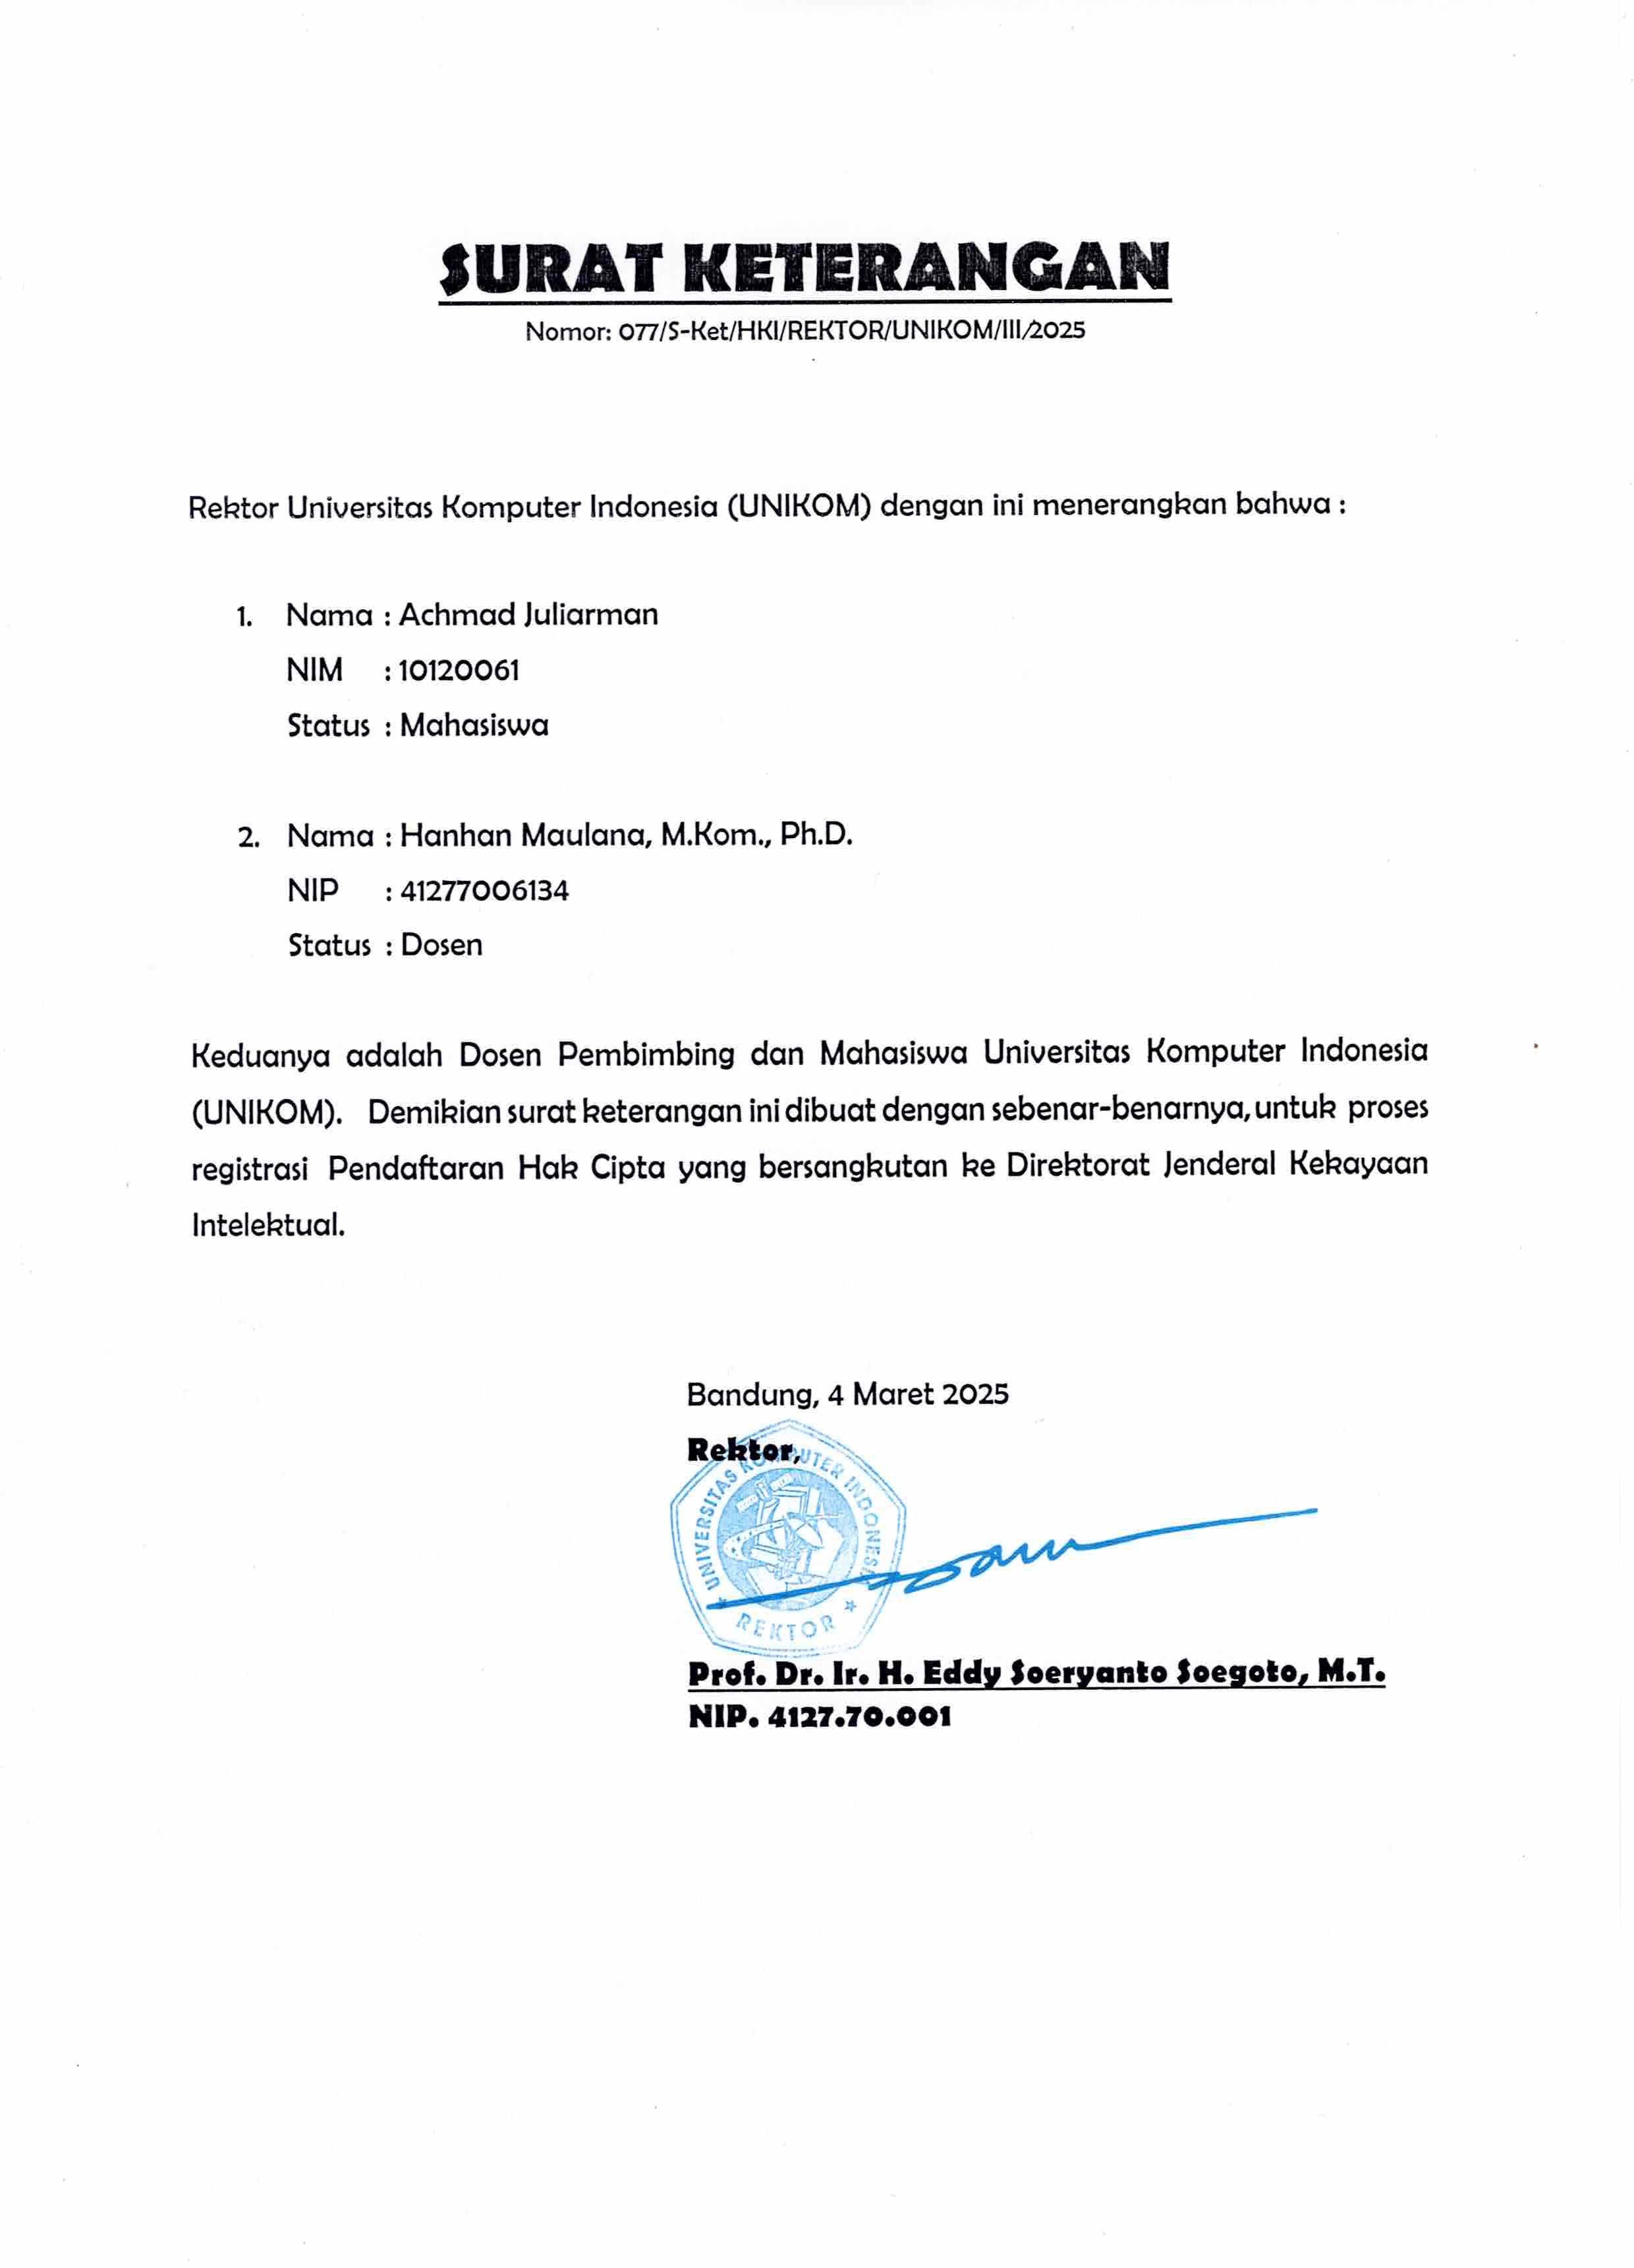 SURAT KETERANGAN
Nomor: 077/S-Ket/HKI/REKTOR/UNIKOM/III/2025
Rektor Universitas Komputer Indonesia (UNIKOM) dengan ini menerangkan bahwa :
1. Nama : Achmad Juliarman
NIM : 10120061
Status : Mahasiswa
2. Nama : Hanhan Maulana, M.Kom., Ph.D.
NIP : 41277006134
Status : Dosen
Keduanya adalah Dosen Pembimbing dan Mahasiswa Universitas Komputer Indonesia
(UNIKOM). Demikian surat keterangan ini dibuat dengan sebenar-benarnya, untuk proses
registrasi Pendaftaran Hak Cipta yang bersangkutan ke Direktorat Jenderal Kekayaan
Intelektual.
Bandung, 4 Maret 2025
Rektor,
UNIVERSITAS KOMPUTER INDONESIA
REKTOR
Prof. Dr. Ir. H. Eddy Soeryanto Soegoto, M.T.
NIP. 4127.70.001